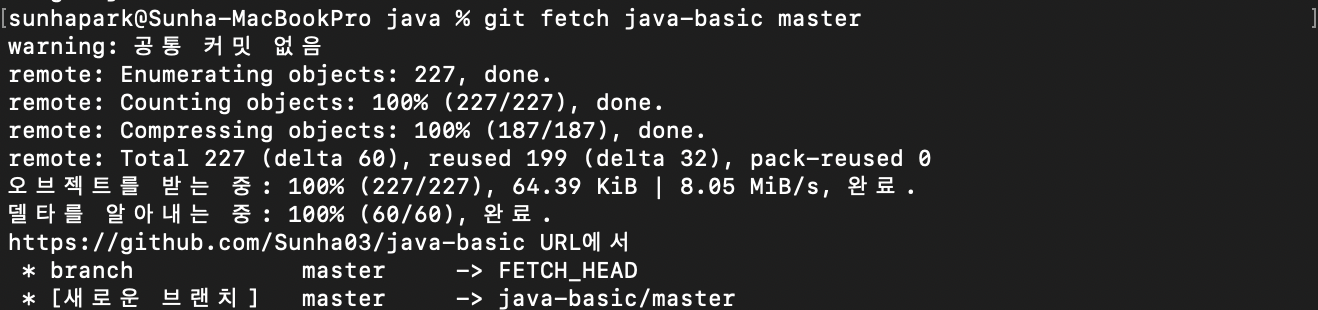 [sunhapark@Sunha-MacBookPro java % git fetch java-basic master ]
warning: 공통 커밋 없음
remote: Enumerating objects: 227, done.
remote: Counting objects: 100% (227/227), done.
remote: Compressing objects: 100% (187/187), done.
remote: Total 227 (delta 60), reused 199 (delta 32), pack-reused 0
오브젝트를 받는 중: 100% (227/227), 64.39 KiB | 8.05 MiB/s, 완료.
델타를 알아내는 중: 100% (60/60), 완료.
https://github.com/Sunha03/java-basic URL에서
 * branch            master     -> FETCH_HEAD
 * [새로운 브랜치]   master     -> java-basic/master